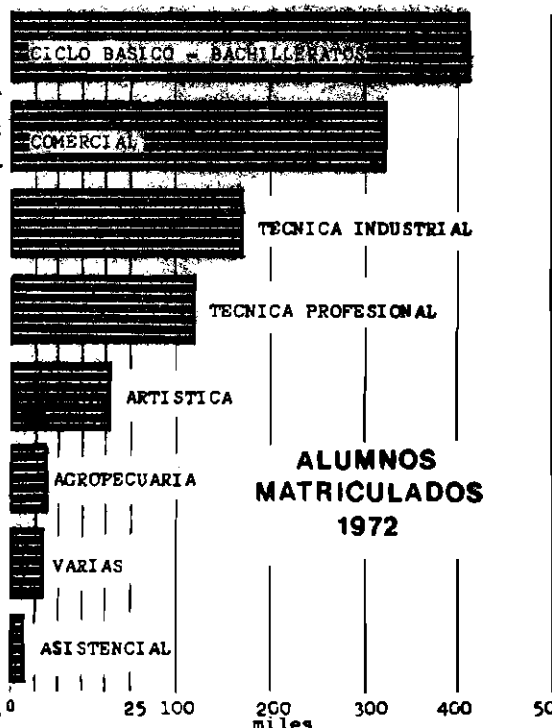 CICLO BASICO - BACHILLERATOS
COMERCIAL
TECNICA INDUSTRIAL
TECNICA PROFESIONAL
ARTISTICA
AGROPECUARIA
VARIAS
ASISTENCIAL
ALUMNOS
MATRICULADOS
1972
0 25 100 200 300 400
miles